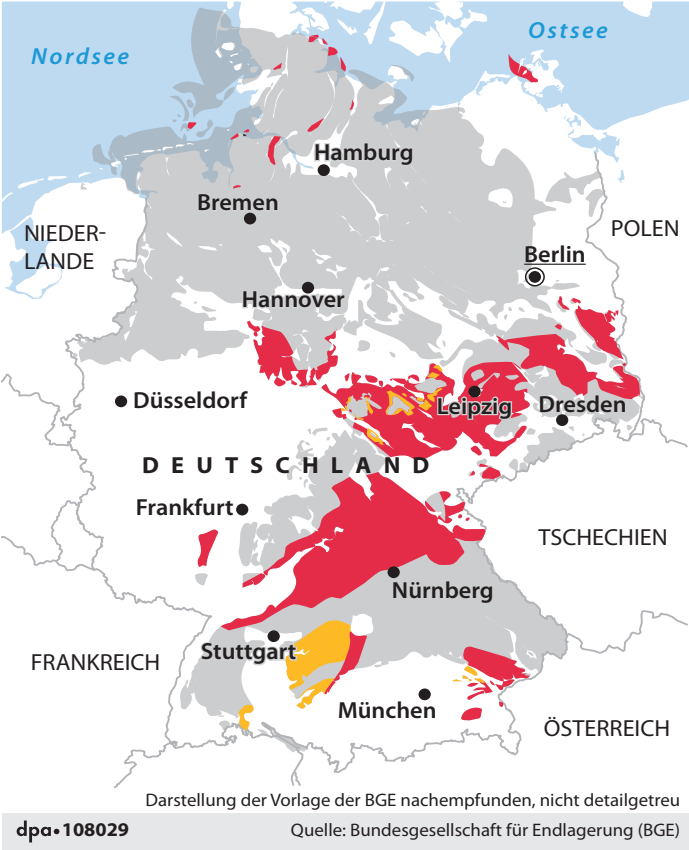 Nordsee
Ostsee
Hamburg
Bremen
NIEDER-
LANDE
POLEN
Berlin
Hannover
Düsseldorf
Leipzig
Dresden
DEUTSCHLAND
Frankfurt
TSCHECHIEN
Nürnberg
Stuttgart
FRANKREICH
München
ÖSTERREICH
Darstellung der Vorlage der BGE nachempfunden, nicht detailgetreu
dpa•108029
Quelle: Bundesgesellschaft für Endlagerung (BGE)